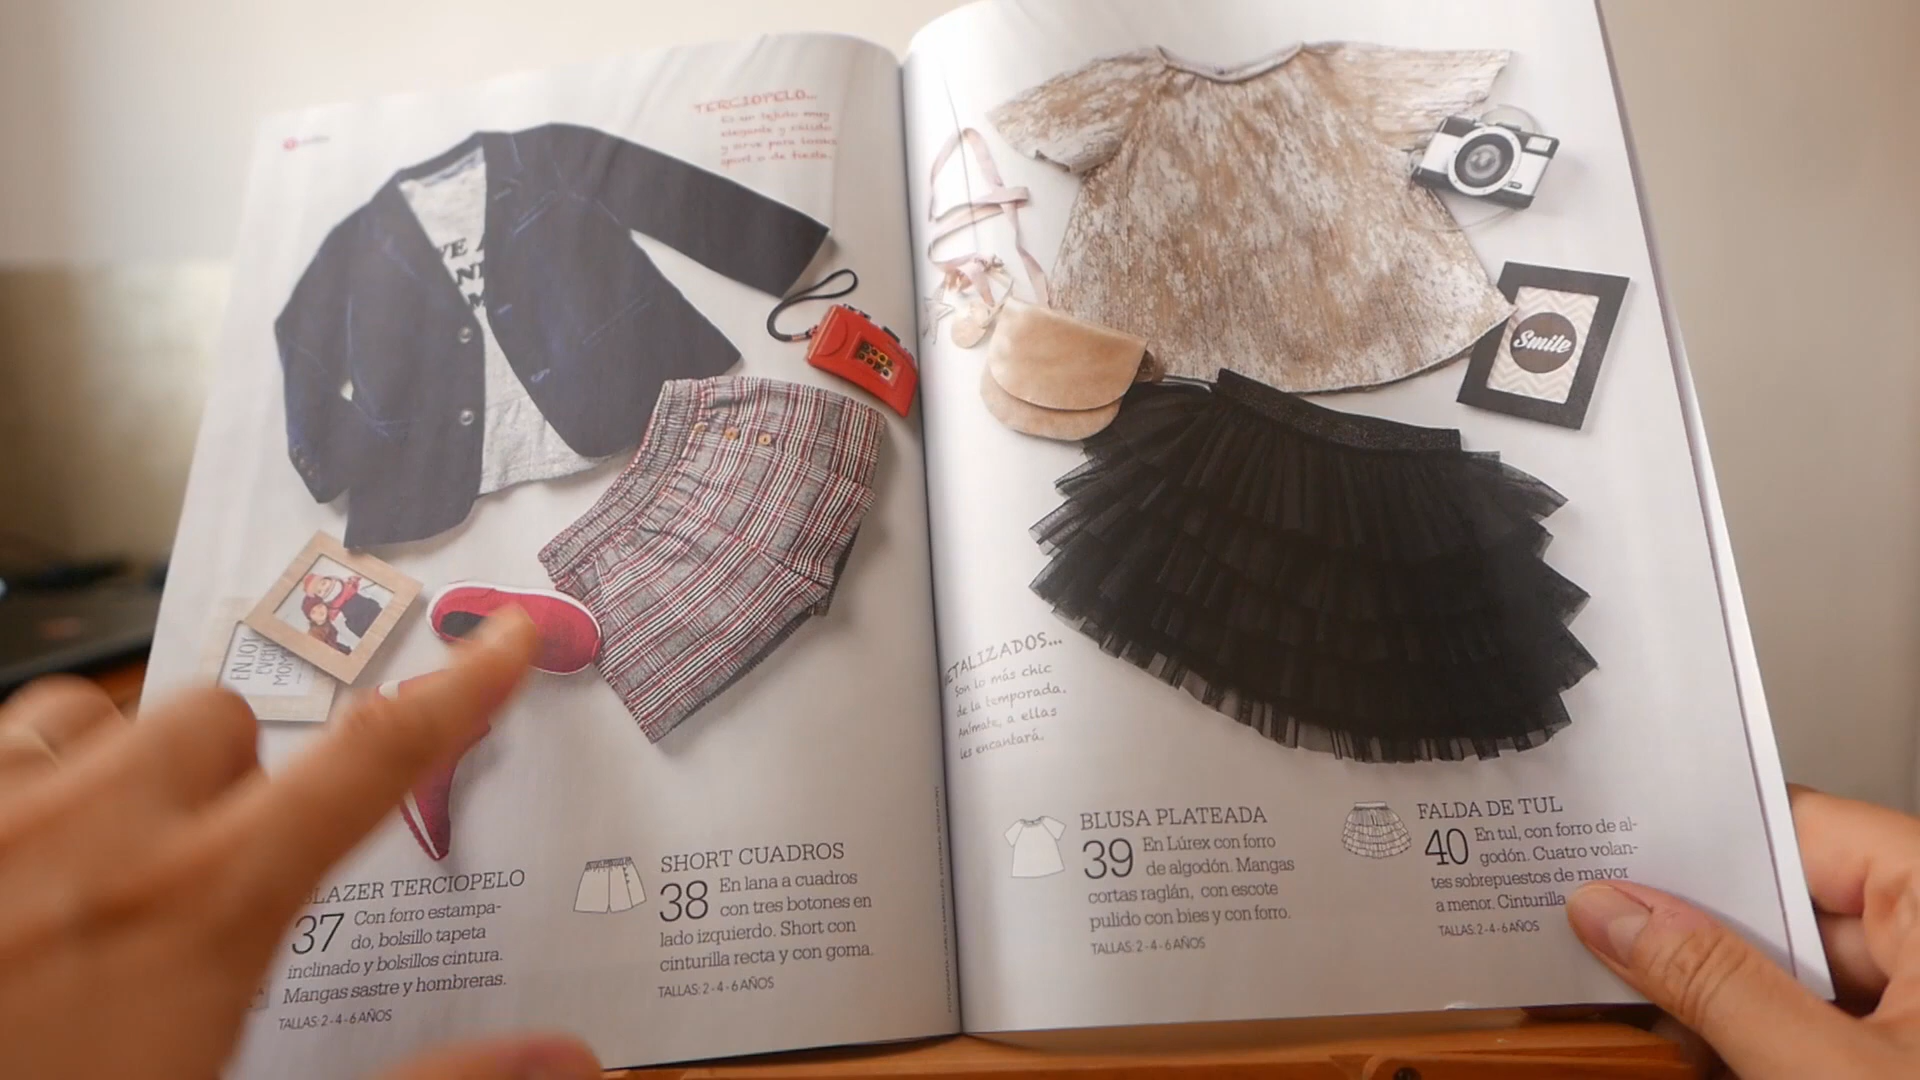 TERCIOPELO...
Es un tejido muy
elegante y cálido
y sirve para looks
sport o de fiesta.
VE A
ENJOY
EVERY
MOM
LAZER TERCIOPELO
37 Con forro estampa-
do, bolsillo tapeta
inclinado y bolsillos cintura.
Mangas sastre y hombreras.
TALLAS: 2 - 4 - 6 AÑOS
SHORT CUADROS
38 En lana a cuadros
con tres botones en
lado izquierdo. Short con
cinturilla recta y con goma.
TALLAS: 2 - 4 - 6 AÑOS
Smile
ETALIZADOS...
Son lo más chic
de la temporada.
Anímate, a ellas
les encantará.
BLUSA PLATEADA
39 En Lúrex con forro
de algodón. Mangas
cortas raglán, con escote
pulido con bies y con forro.
TALLAS: 2 - 4 - 6 AÑOS
FALDA DE TUL
40 En tul, con forro de al-
godón. Cuatro volan-
tes sobrepuestos de mayor
a menor. Cinturilla
TALLAS: 2 - 4 - 6 AÑOS